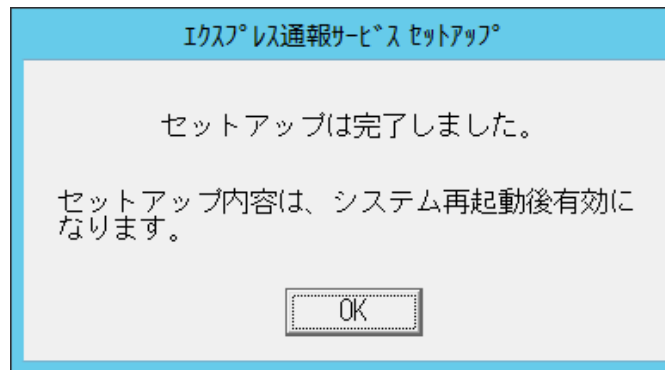 ｴｸｽﾌﾟﾚｽ通報ｻｰﾋﾞｽ ｾｯﾄｱｯﾌﾟ
セットアップは完了しました。
セットアップ内容は、システム再起動後有効に
なります。
OK